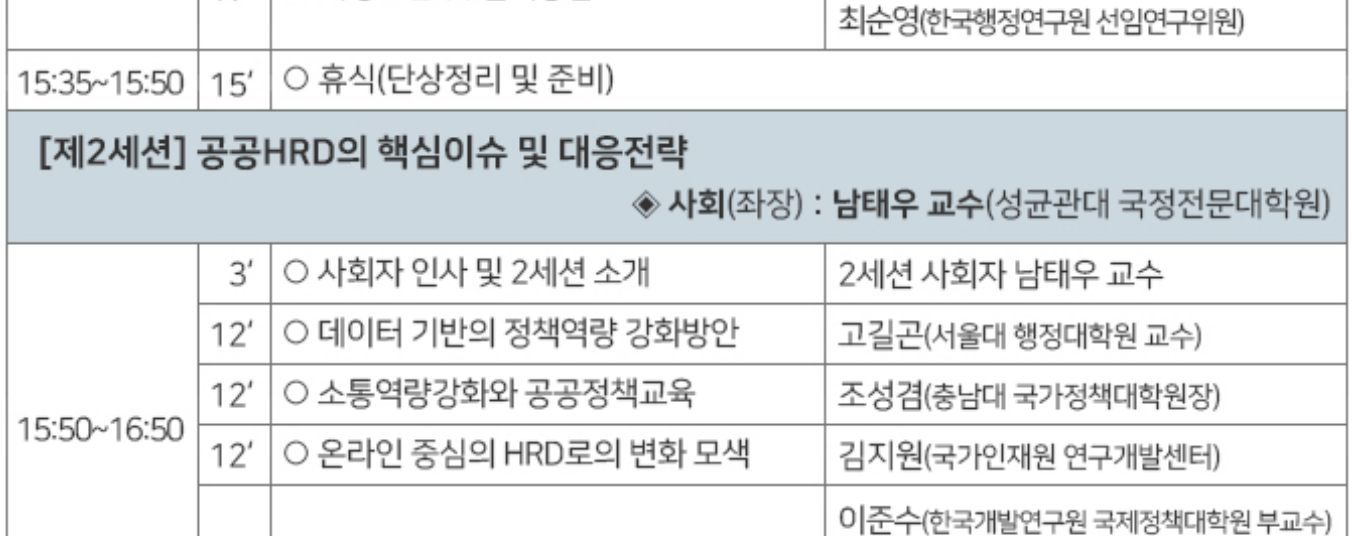 최순영(한국행정연구원 선임연구위원)
15:35~15:50 15′ ○ 휴식(단상정리 및 준비)
[제2세션] 공공HRD의 핵심이슈 및 대응전략
◈ 사회(좌장) : 남태우 교수(성균관대 국정전문대학원)
3′ ○ 사회자 인사 및 2세션 소개 2세션 사회자 남태우 교수
12′ ○ 데이터 기반의 정책역량 강화방안 고길곤(서울대 행정대학원 교수)
12′ ○ 소통역량강화와 공공정책교육 조성겸(충남대 국가정책대학원장)
15:50~16:50
12′ ○ 온라인 중심의 HRD로의 변화 모색 김지원(국가인재원 연구개발센터)
이준수(한국개발연구원 국제정책대학원 부교수)